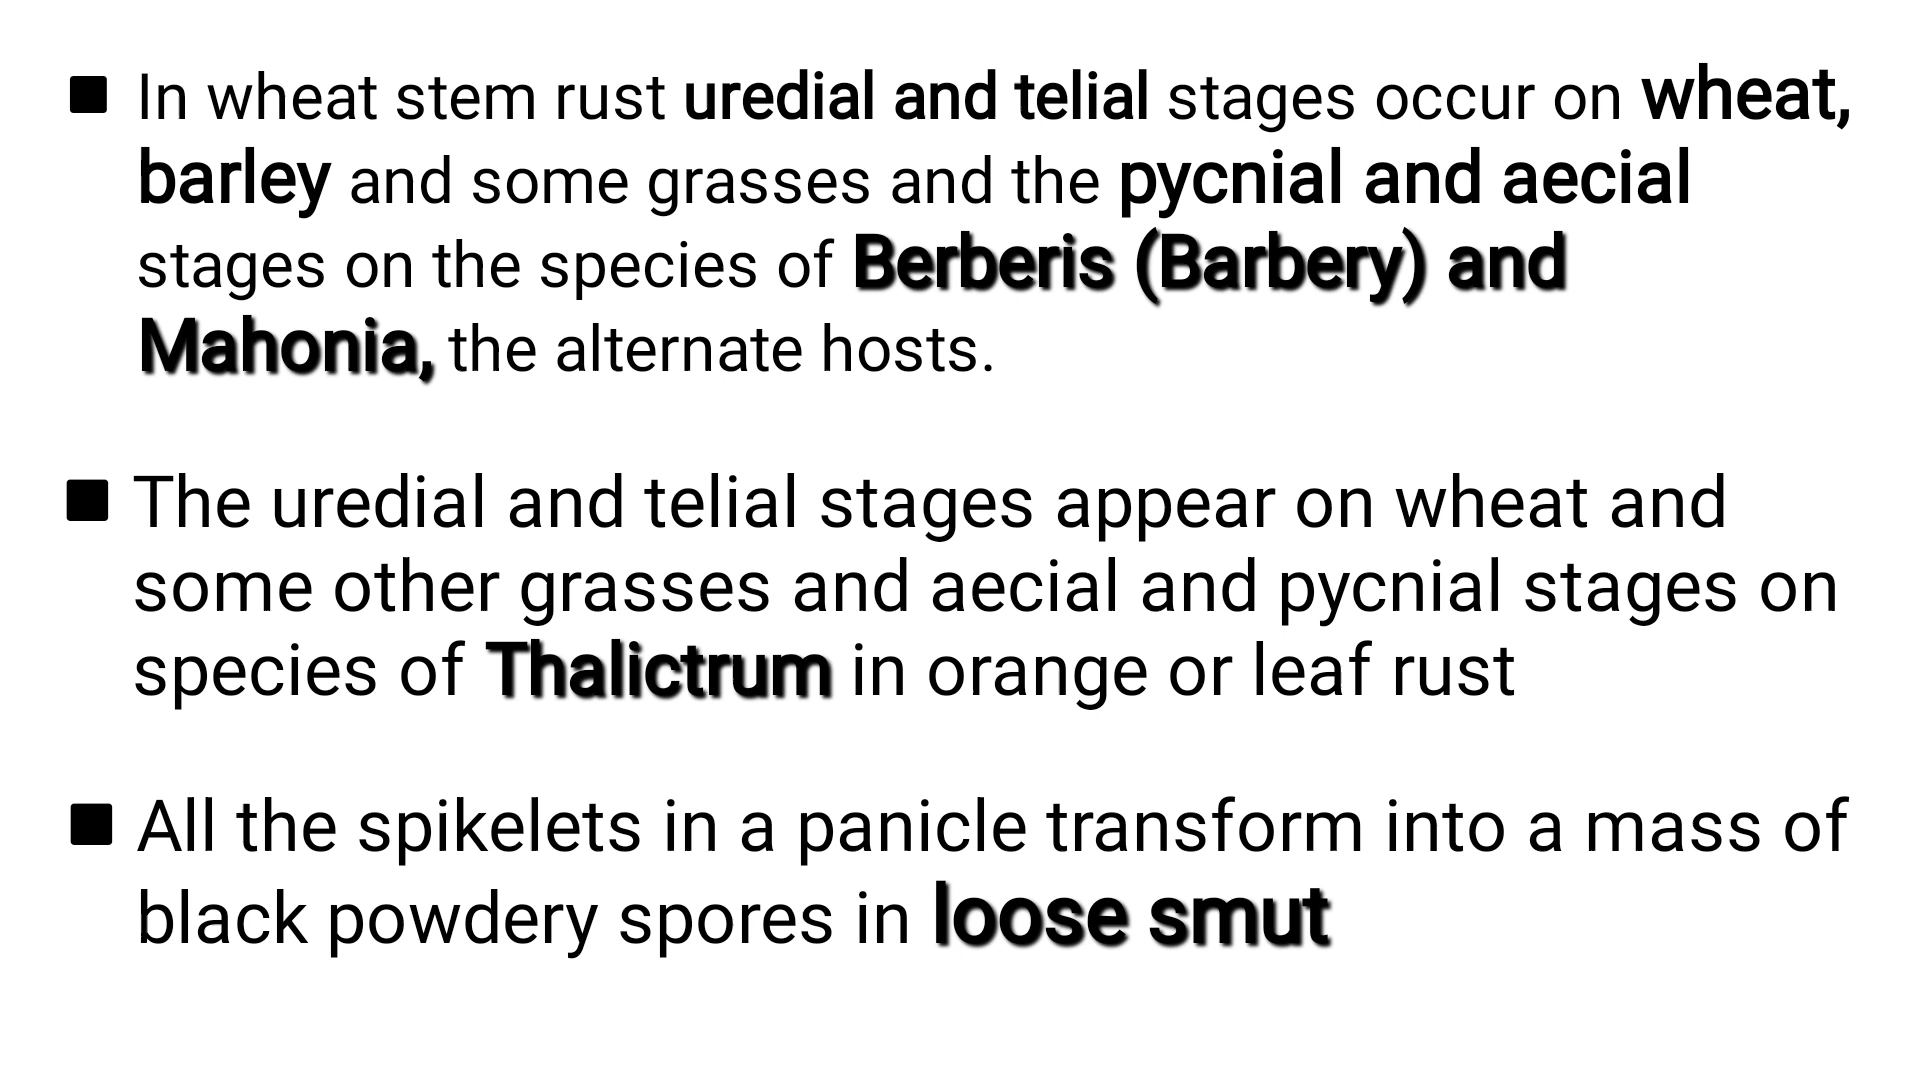 ■ In wheat stem rust uredial and telial stages occur on wheat,
barley and some grasses and the pycnial and aecial
stages on the species of Berberis (Barbery) and
Mahonia, the alternate hosts.
■ The uredial and telial stages appear on wheat and
some other grasses and aecial and pycnial stages on
species of Thalictrum in orange or leaf rust
■ All the spikelets in a panicle transform into a mass of
black powdery spores in loose smut